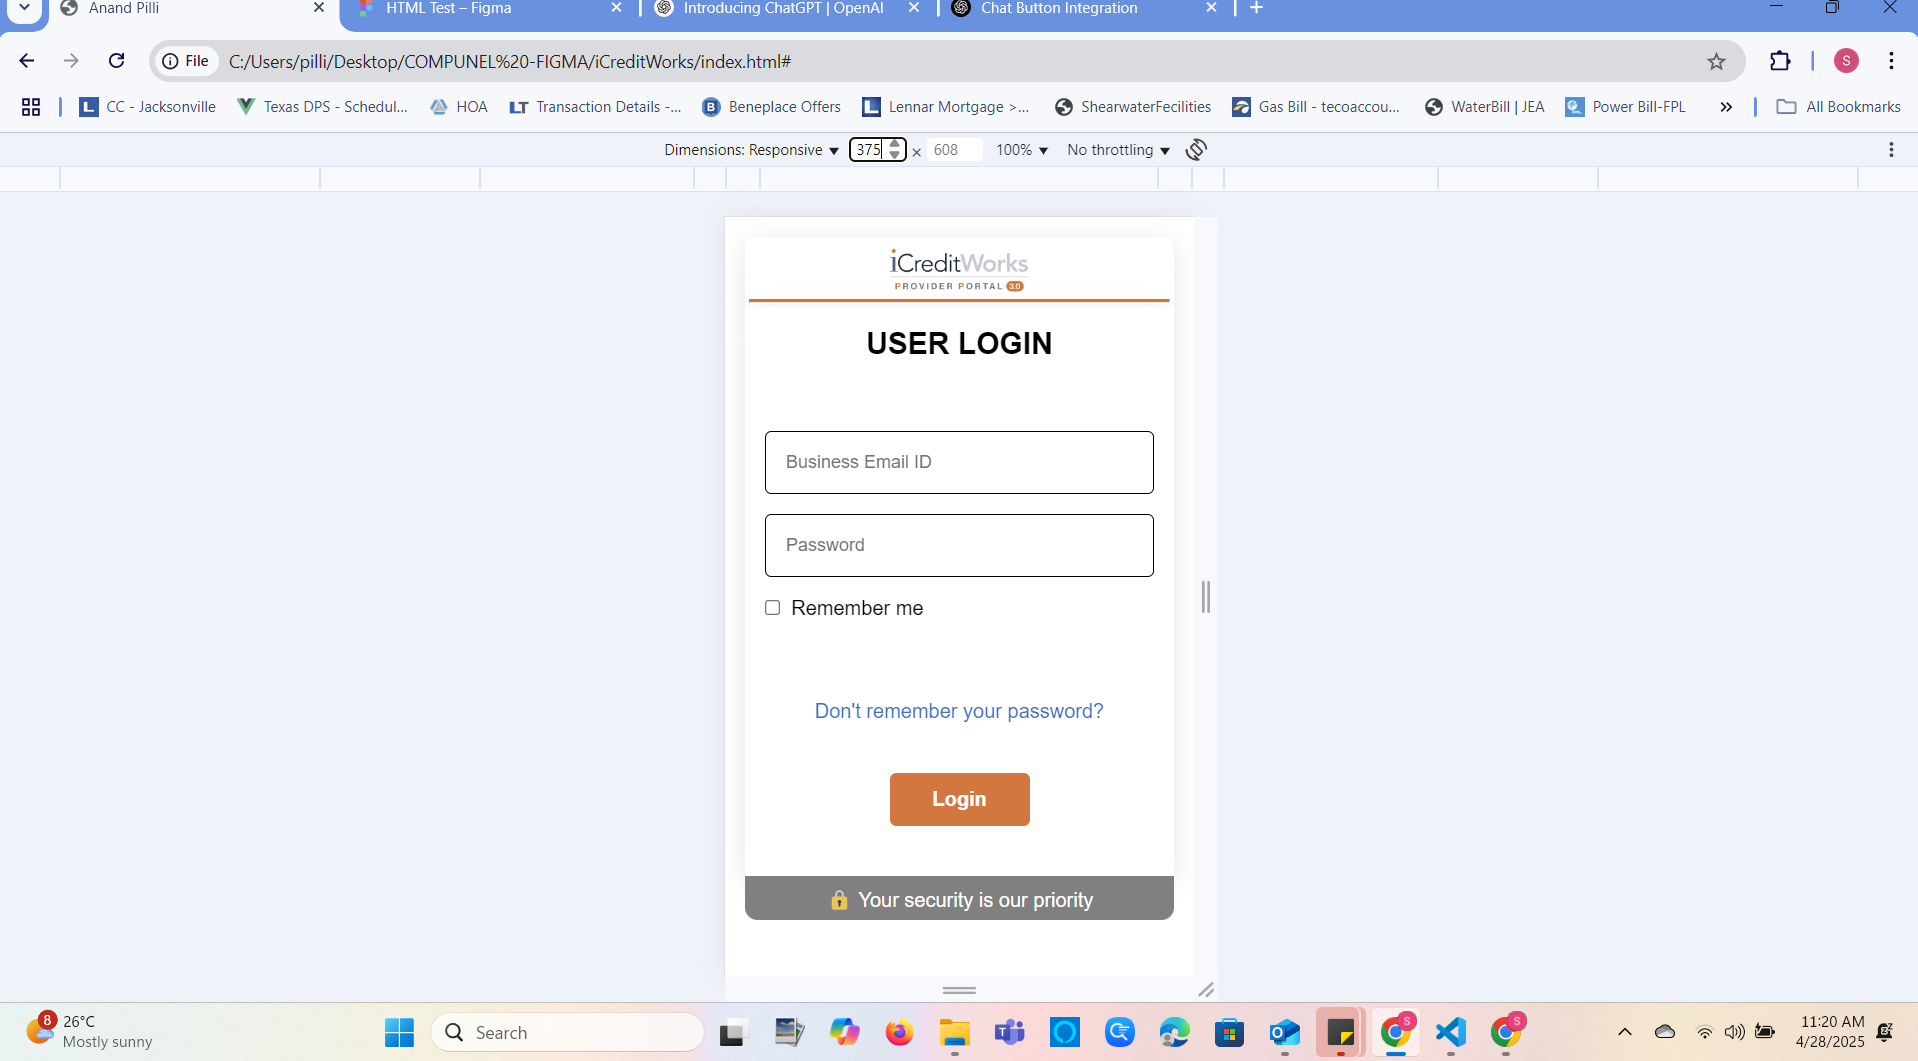 Anand Pilli
HTML Test – Figma
Introducing ChatGPT | OpenAI
Chat Button Integration
File
C:/Users/pilli/Desktop/COMPUNEL%20-FIGMA/iCreditWorks/index.html#
S
L CC - Jacksonville
Texas DPS - Schedul...
HOA
LT Transaction Details -...
B Beneplace Offers
L Lennar Mortgage >...
ShearwaterFecilities
Gas Bill - tecoaccou...
WaterBill | JEA
Power Bill-FPL
»
All Bookmarks
Dimensions: Responsive
375 × 608
100%
No throttling
iCreditWorks
PROVIDER PORTAL 3.0
USER LOGIN
Business Email ID
Password
Remember me
Don't remember your password?
Login
Your security is our priority
8
26°C
Mostly sunny
Search
S
S
11:20 AM
4/28/2025